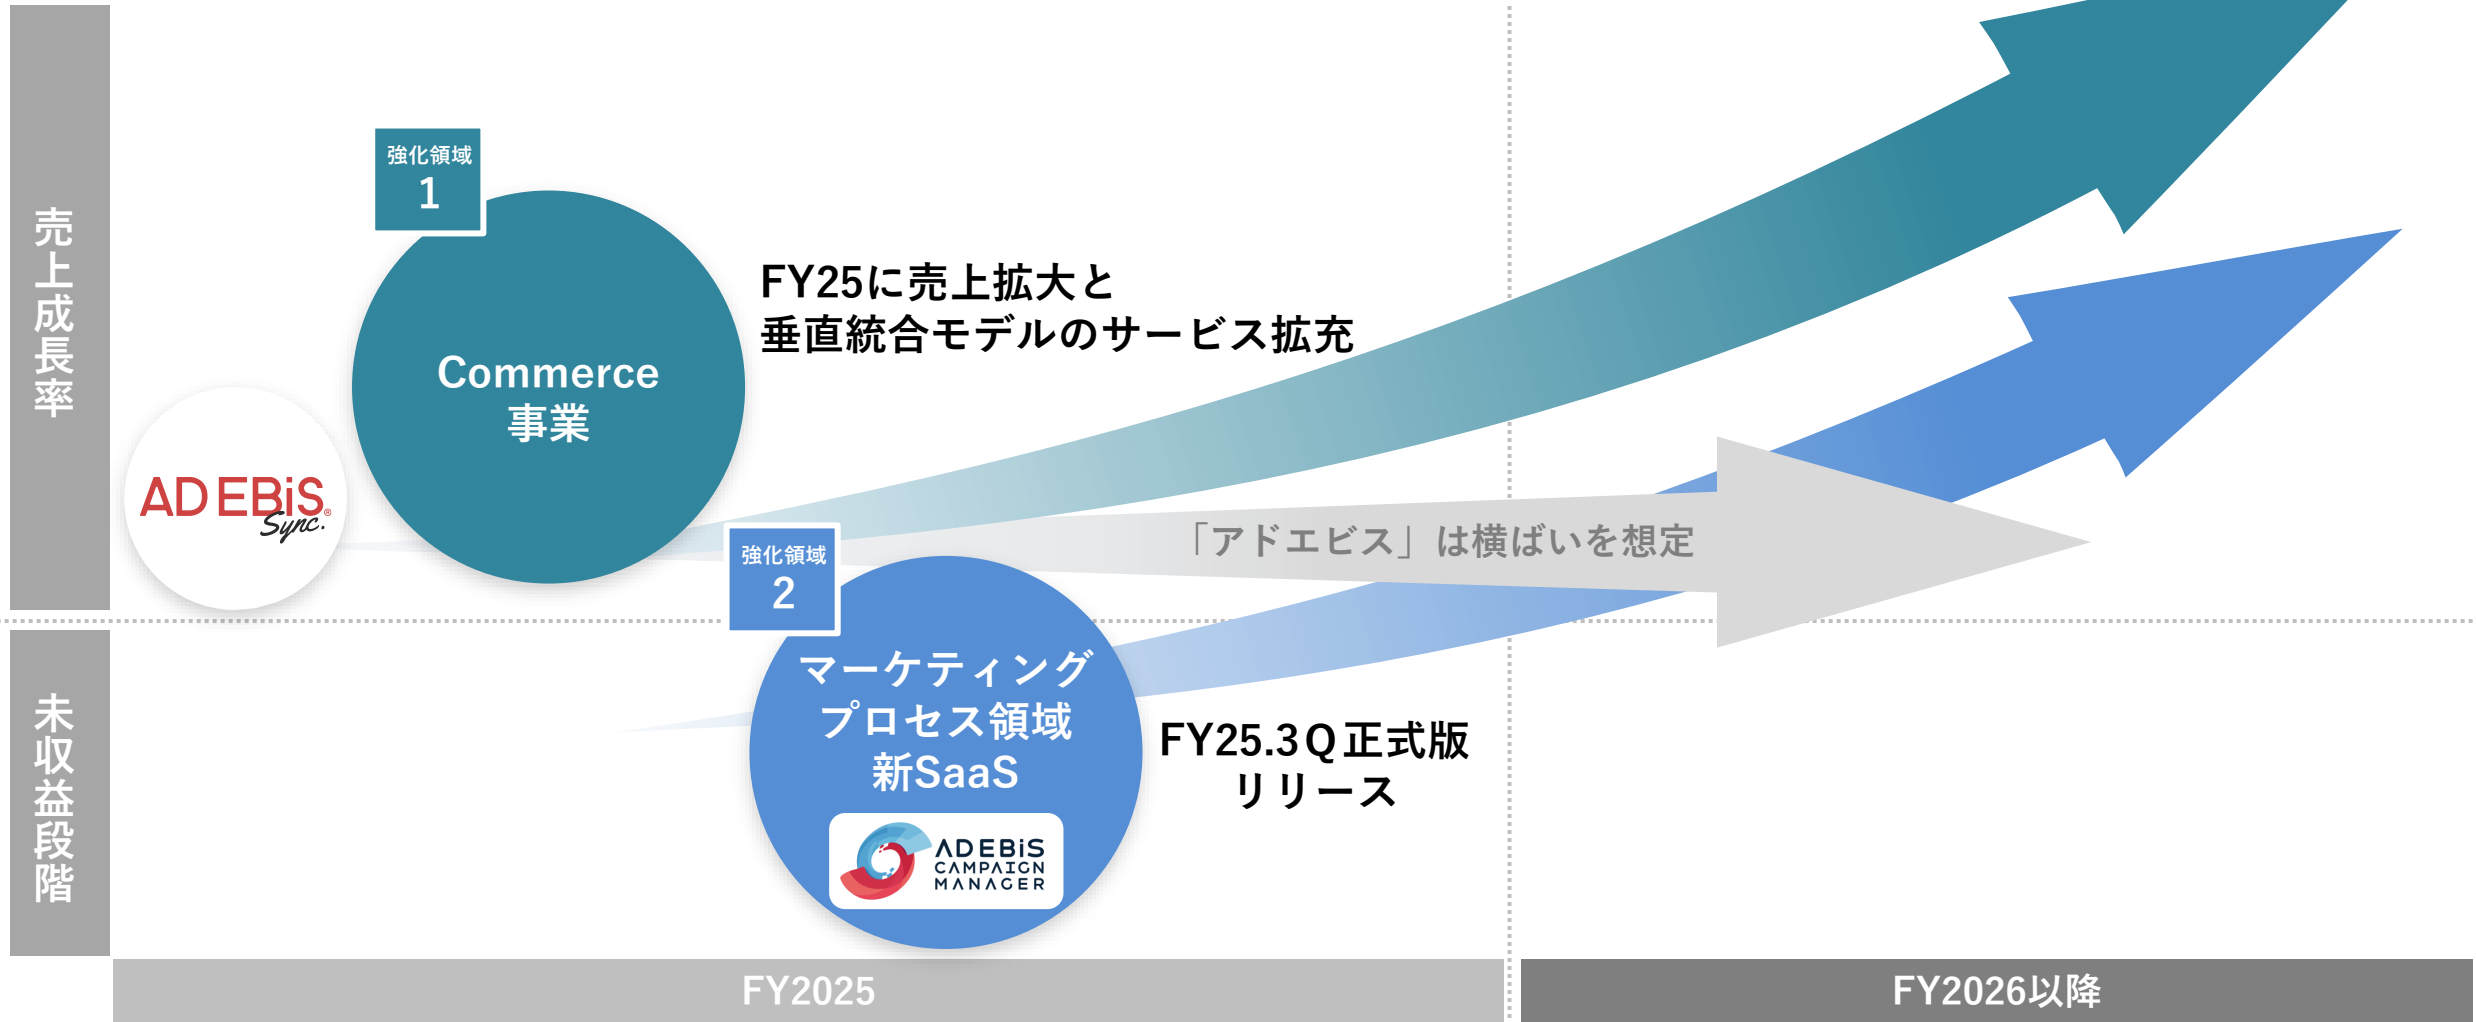 売上成長率
強化領域
1
Commerce
事業
FY25に売上拡大と
垂直統合モデルのサービス拡充
AD EBiS®
Sync.
「アドエビス」は横ばいを想定
強化領域
2
マーケティング
プロセス領域
新SaaS
AD EBiS
CAMPAIGN
MANAGER
FY25.3Q正式版
リリース
未収益段階
FY2025
FY2026以降